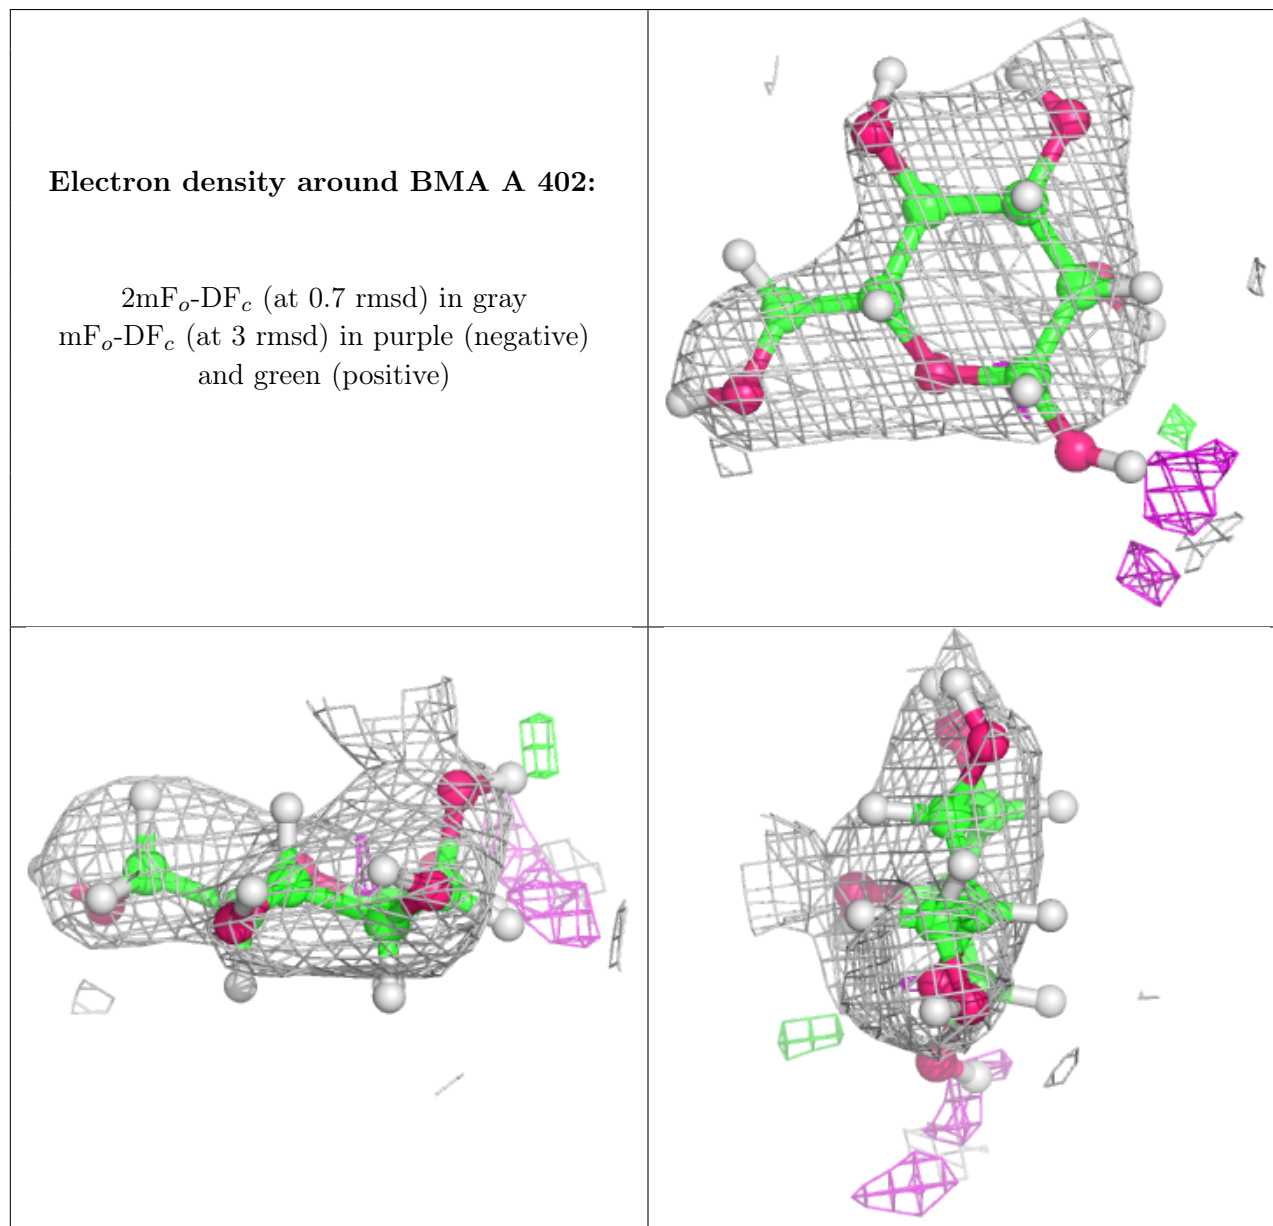 Electron density around BMA A 402:
2mFₒ-DF𝒸 (at 0.7 rmsd) in gray
mFₒ-DF𝒸 (at 3 rmsd) in purple (negative)
and green (positive)